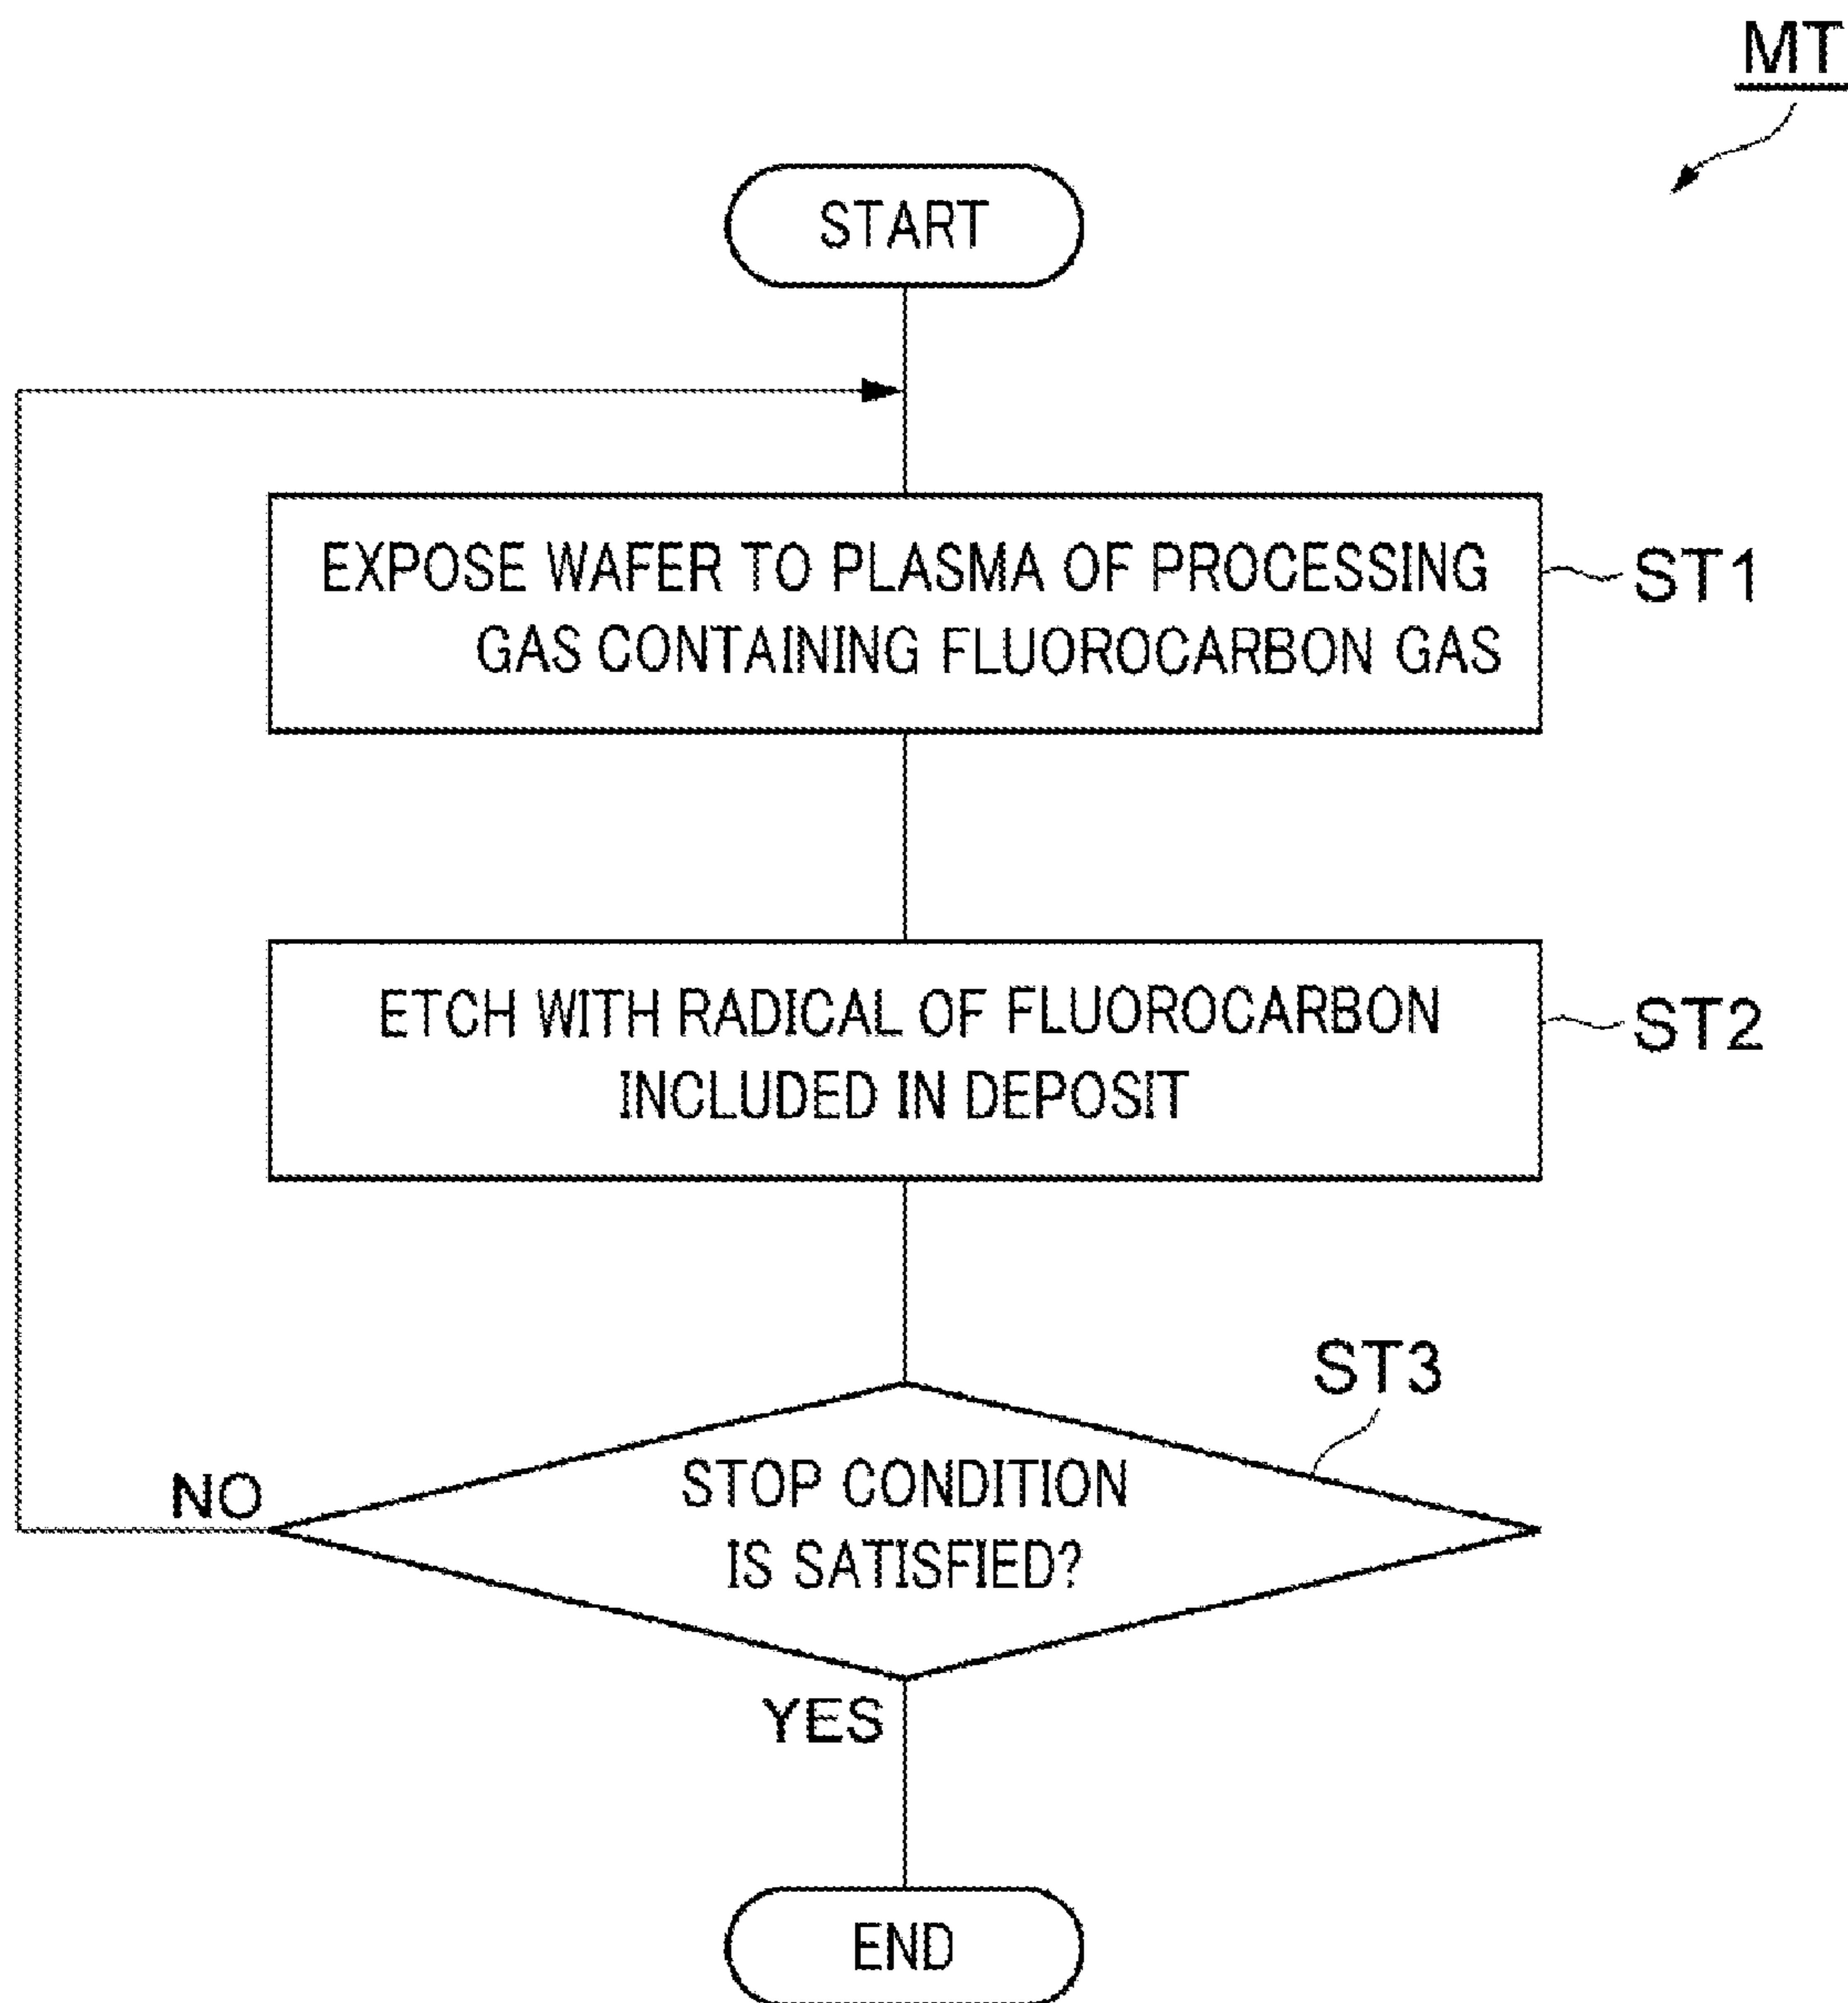 MT
START
EXPOSE WAFER TO PLASMA OF PROCESSING
GAS CONTAINING FLUOROCARBON GAS
ST1
ETCH WITH RADICAL OF FLUOROCARBON
INCLUDED IN DEPOSIT
ST2
ST3
STOP CONDITION
IS SATISFIED?
NO
YES
END